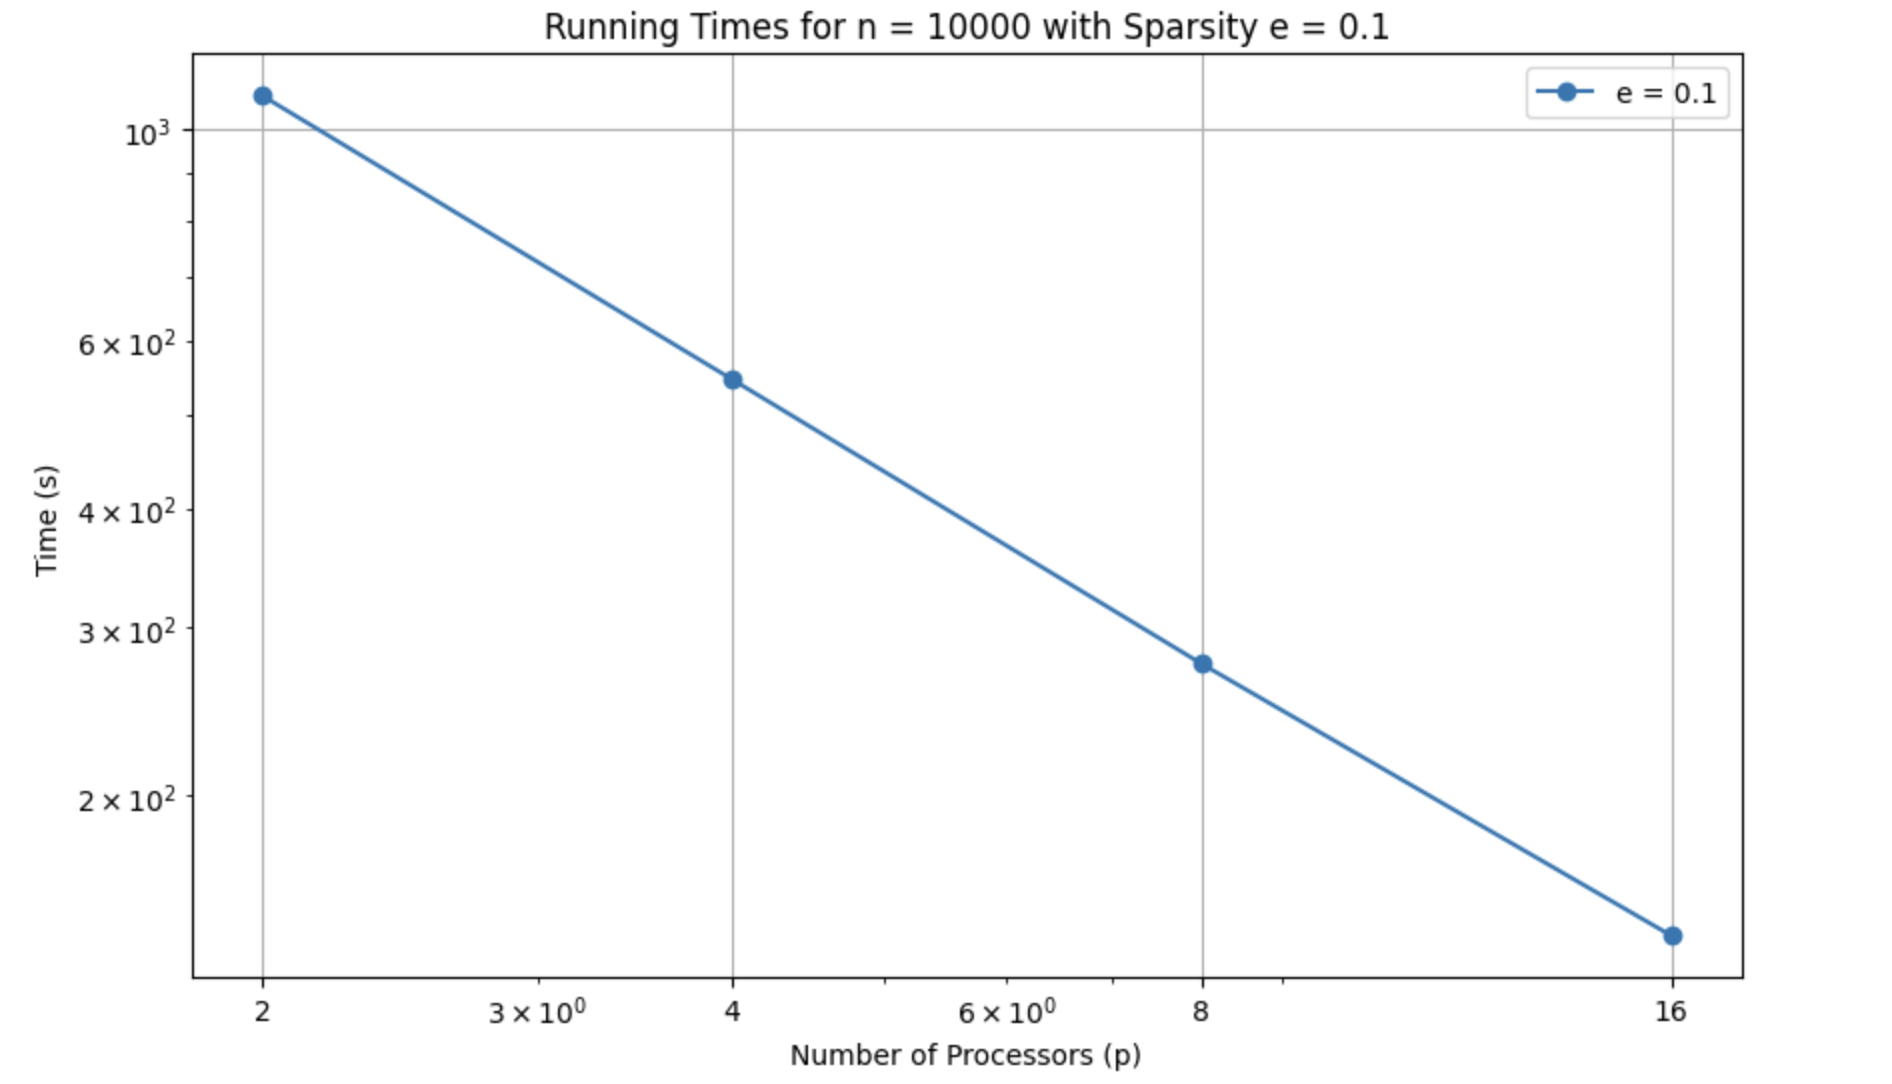 Running Times for n = 10000 with Sparsity e = 0.1
e = 0.1
10³
6 × 10²
4 × 10²
3 × 10²
2 × 10²
Time (s)
2
3 × 10⁰
4
6 × 10⁰
8
16
Number of Processors (p)